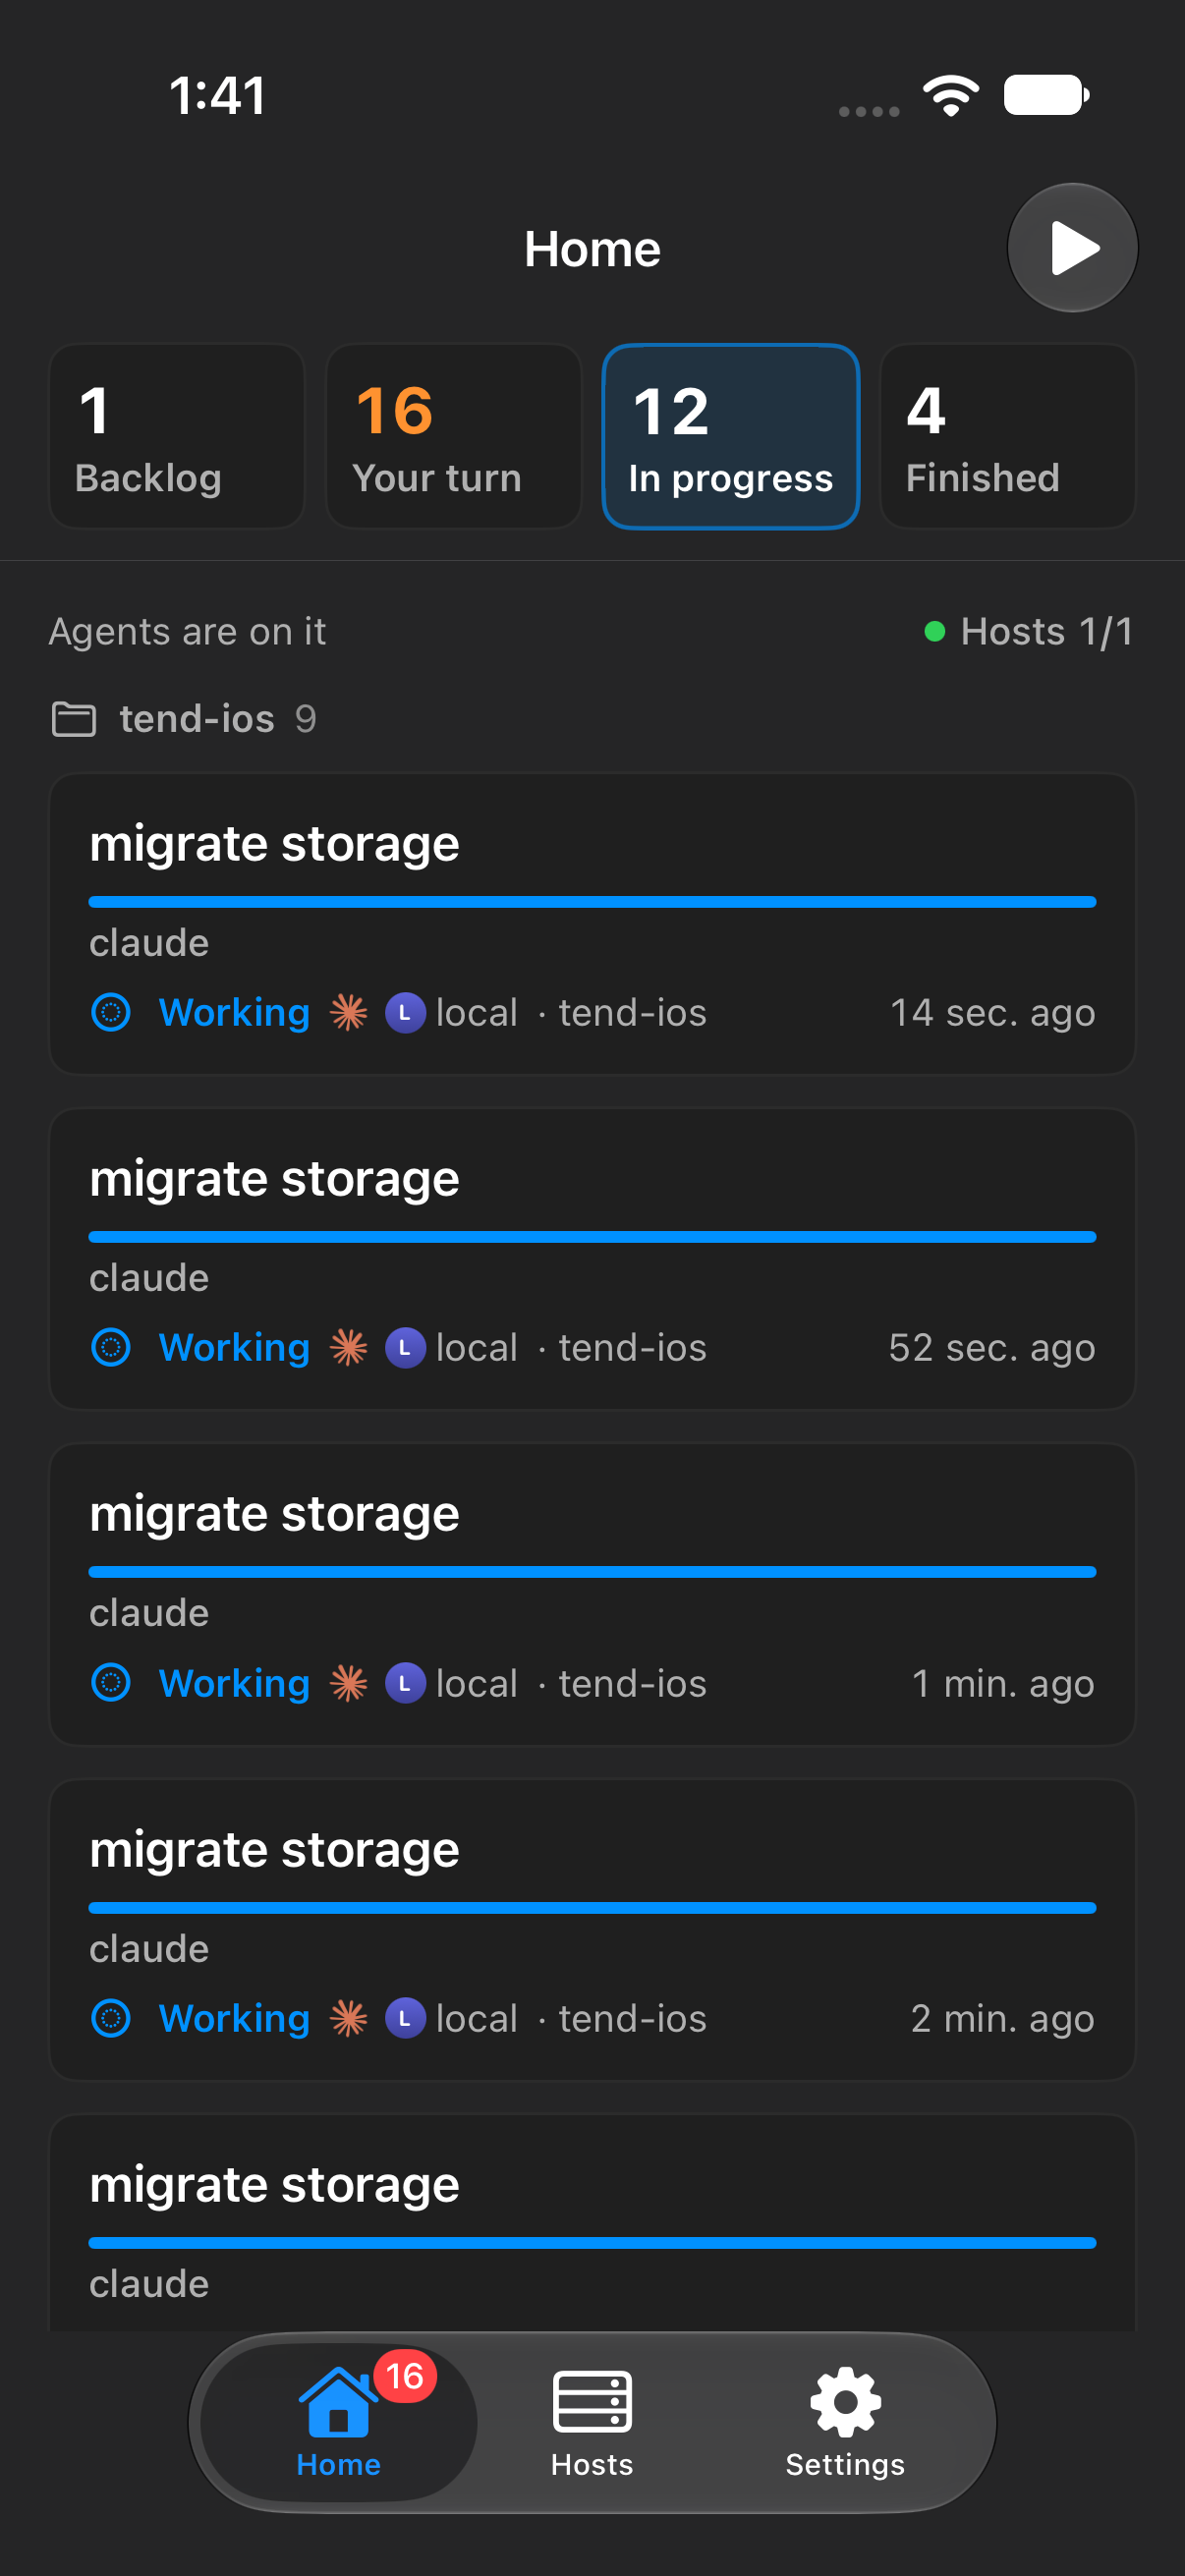 1:41
Home
1 16 12 4
Backlog Your turn In progress Finished
Agents are on it Hosts 1/1
tend-ios 9
migrate storage
claude
Working L local · tend-ios 14 sec. ago
migrate storage
claude
Working L local · tend-ios 52 sec. ago
migrate storage
claude
Working L local · tend-ios 1 min. ago
migrate storage
claude
Working L local · tend-ios 2 min. ago
migrate storage
claude
16
Home Hosts Settings